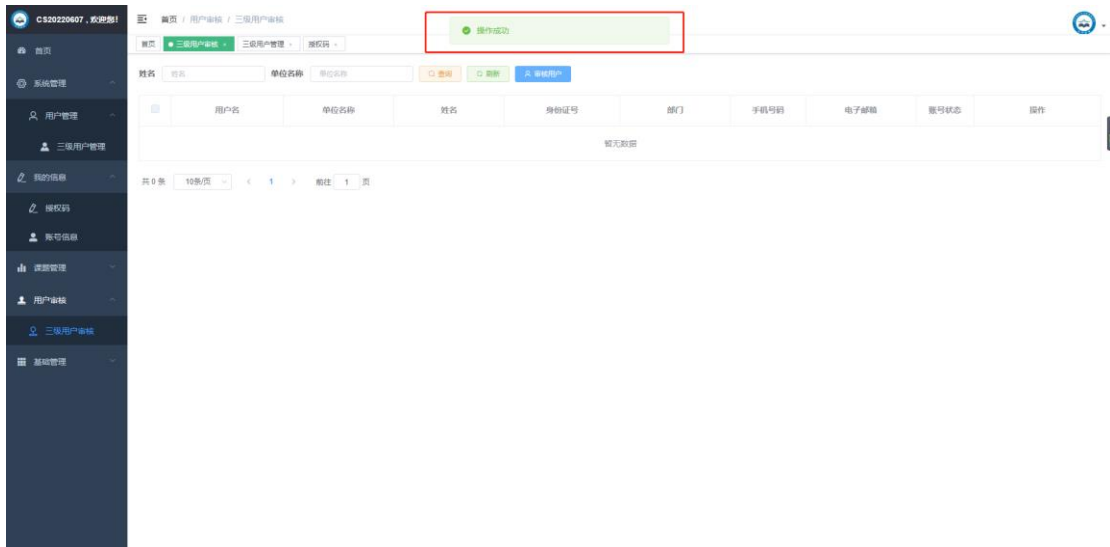 CS20220607 , 欢迎您!
首页 / 用户审核 / 三级用户审核
操作成功
首页
三级用户审核 ×
三级用户管理 ×
授权码 ×
姓名 姓名
单位名称 单位名称
查询
刷新
审核用户
用户名 单位名称 姓名 身份证号 部门 手机号码 电子邮箱 账号状态 操作
暂无数据
共 0 条 10条/页 < 1 > 前往 1 页
首页
系统管理
用户管理
三级用户管理
我的信息
授权码
账号信息
课题管理
用户审核
三级用户审核
基础管理